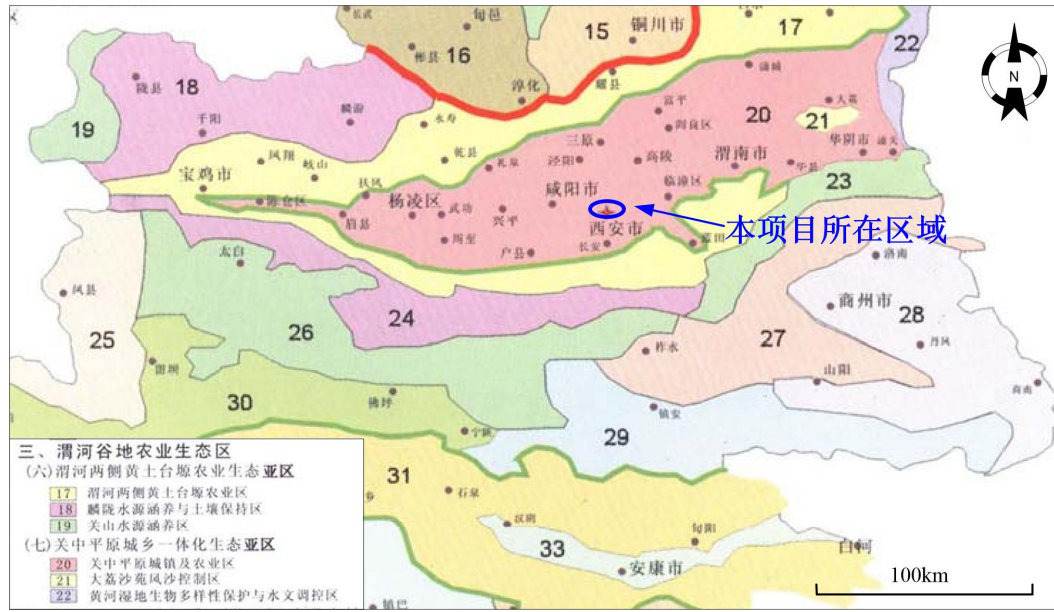 长武
旬邑
铜川市
15
17
22
彬县
16
陇县
18
淳化
耀县
蒲城
麟游
永寿
富平
20
大荔
19
千阳
阎良区
21
三原
华阴市
潼关
凤翔
乾县
礼泉
泾阳
高陵
渭南市
华县
岐山
宝鸡市
扶风
咸阳市
临潼区
23
陈仓区
杨凌区
武功
兴平
眉县
西安市
本项目所在区域
周至
户县
长安
蓝田
太白
洛南
凤县
商州市
24
28
25
26
27
柞水
丹凤
留坝
山阳
商南
佛坪
30
镇安
宁陕
29
31
石泉
汉阴
旬阳
33
白河
安康市
镇巴
N
100km
三、渭河谷地农业生态区
(六)渭河两侧黄土台塬农业生态亚区
17 渭河两侧黄土台塬农业区
18 麟陇水源涵养与土壤保持区
19 关山水源涵养区
(七)关中平原城乡一体化生态亚区
20 关中平原城镇及农业区
21 大荔沙苑风沙控制区
22 黄河湿地生物多样性保护与水文调控区